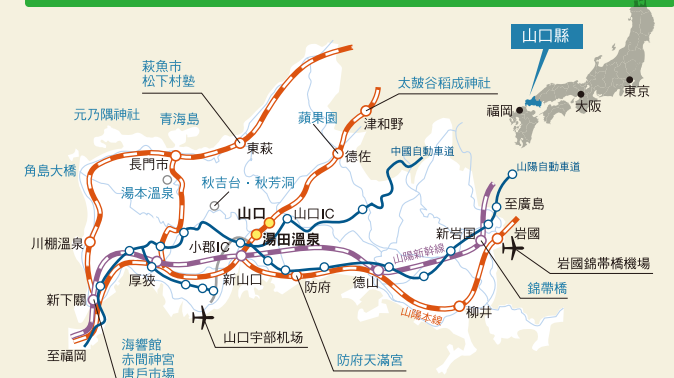 山口縣
福岡
大阪
東京
萩魚市
松下村塾
太皷谷稻成神社
元乃隅神社
青海島
蘋果園
津和野
東萩
德佐
中國自動車道
山陽自動車道
角島大橋
長門市
湯本溫泉
秋吉台・秋芳洞
山口
山口IC
至廣島
湯田溫泉
新岩国
岩國
川棚溫泉
小郡IC
山陽新幹線
岩國錦帶橋機場
厚狹
新山口
防府
德山
錦帶橋
新下關
山陽本線
柳井
至福岡
山口宇部机场
海響館
赤間神宮
唐戶市場
防府天滿宮